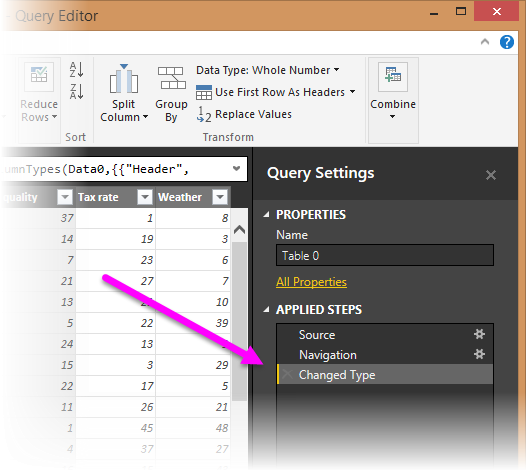 - Query Editor
Reduce
Rows
Split
Column
Group
By
Data Type: Whole Number
Use First Row As Headers
Replace Values
Combine
Sort
Transform
umnTypes(Data0,{{"Header",
Query Settings
quality Tax rate Weather
37 1 8
14 19 3
7 23 6
21 27 7
13 10
5 22 39
24 13
15 3 29
22 17 5
11 26 21
1 45 48
4 37 27
PROPERTIES
Name
Table 0
All Properties
APPLIED STEPS
Source
Navigation
Changed Type